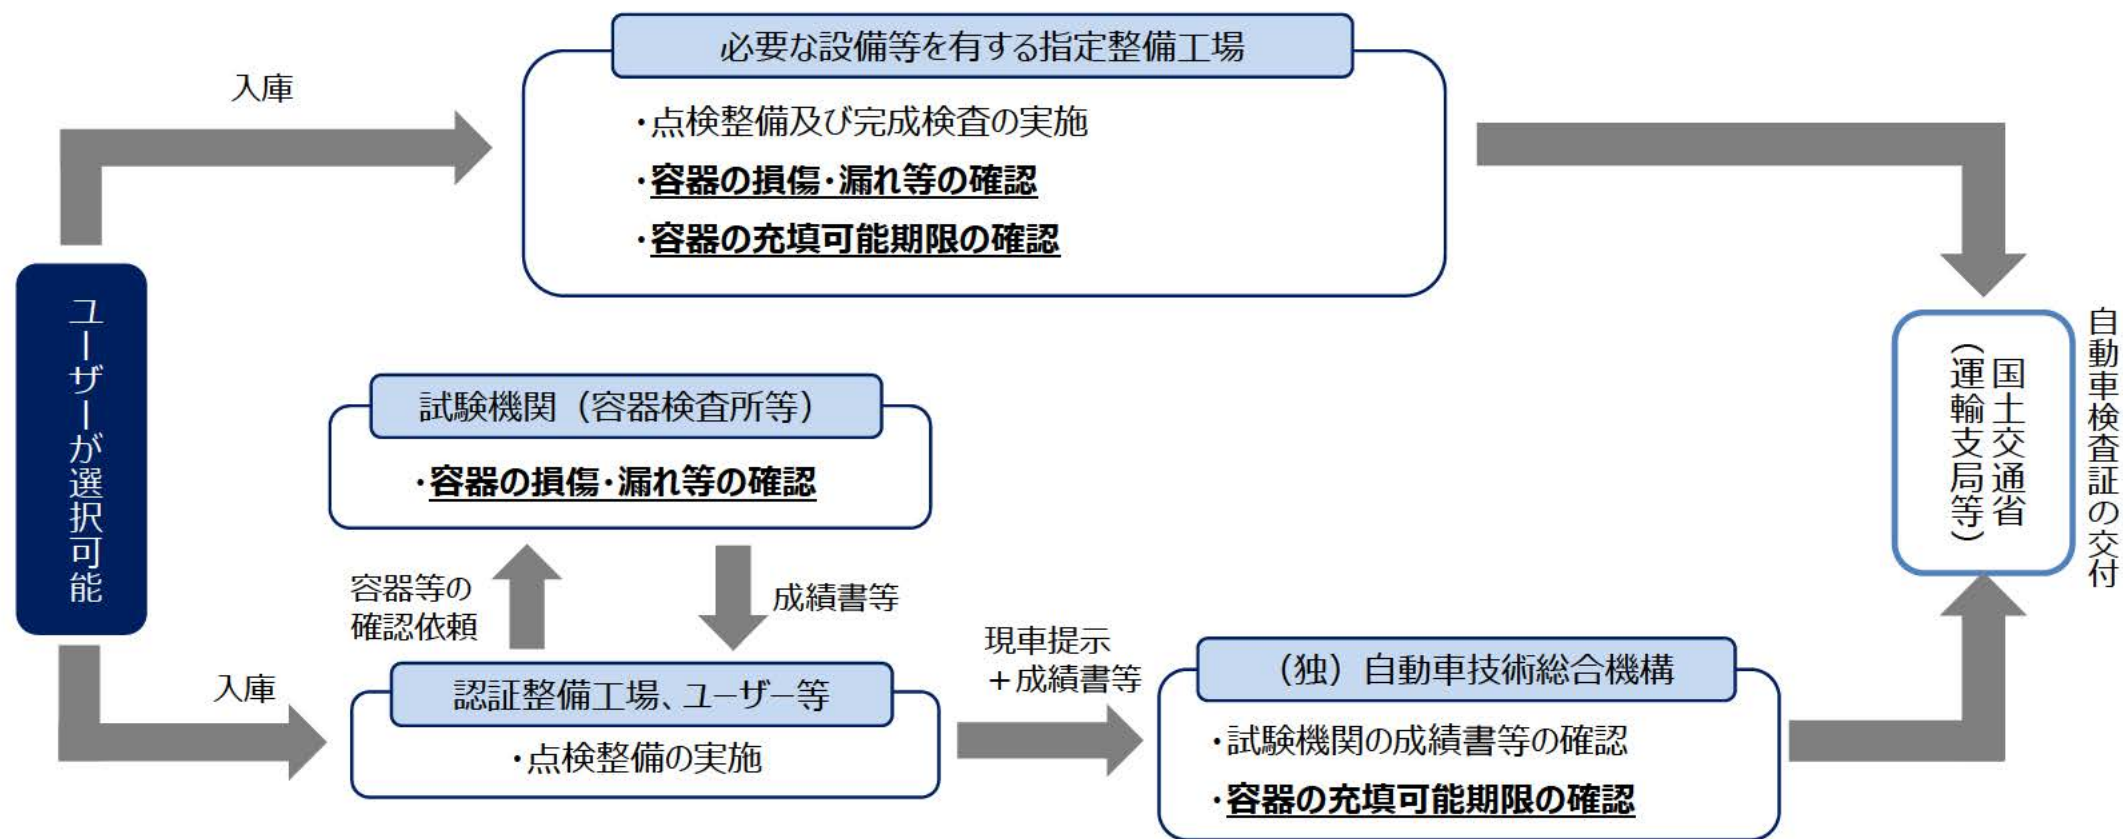 必要な設備等を有する指定整備工場
入庫
・点検整備及び完成検査の実施
・容器の損傷・漏れ等の確認
・容器の充填可能期限の確認
ユーザーが選択可能
国土交通省
（運輸支局等）
自動車検査証の交付
試験機関（容器検査所等）
・容器の損傷・漏れ等の確認
容器等の
確認依頼
成績書等
入庫
認証整備工場、ユーザー等
・点検整備の実施
現車提示
＋成績書等
（独）自動車技術総合機構
・試験機関の成績書等の確認
・容器の充填可能期限の確認